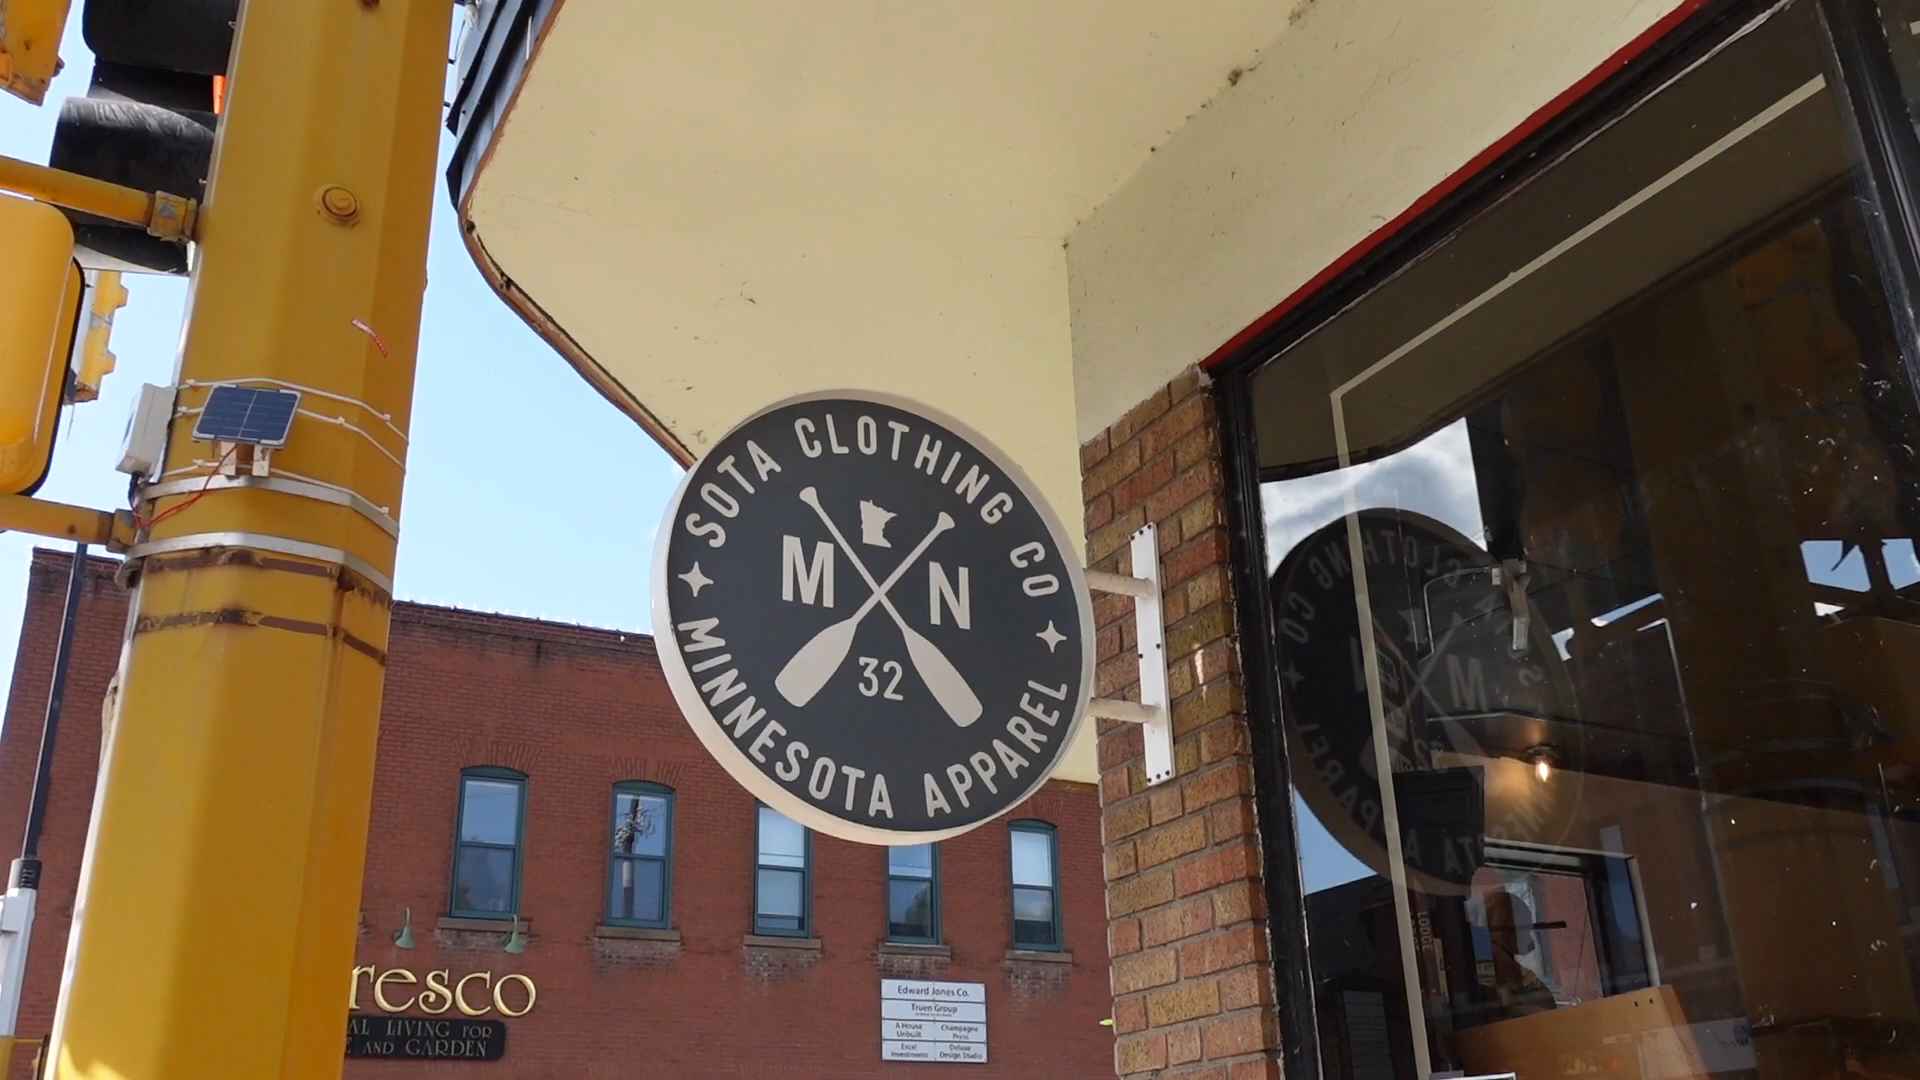 SOTA CLOTHING CO
M N
32
MINNESOTA APPAREL
resco
AL LIVING FOR
E AND GARDEN
Edward Jones Co.
Truen Group
A House Unbuilt
Champagne Press
Excel Investments
Deluxe Design Studio
LODGE